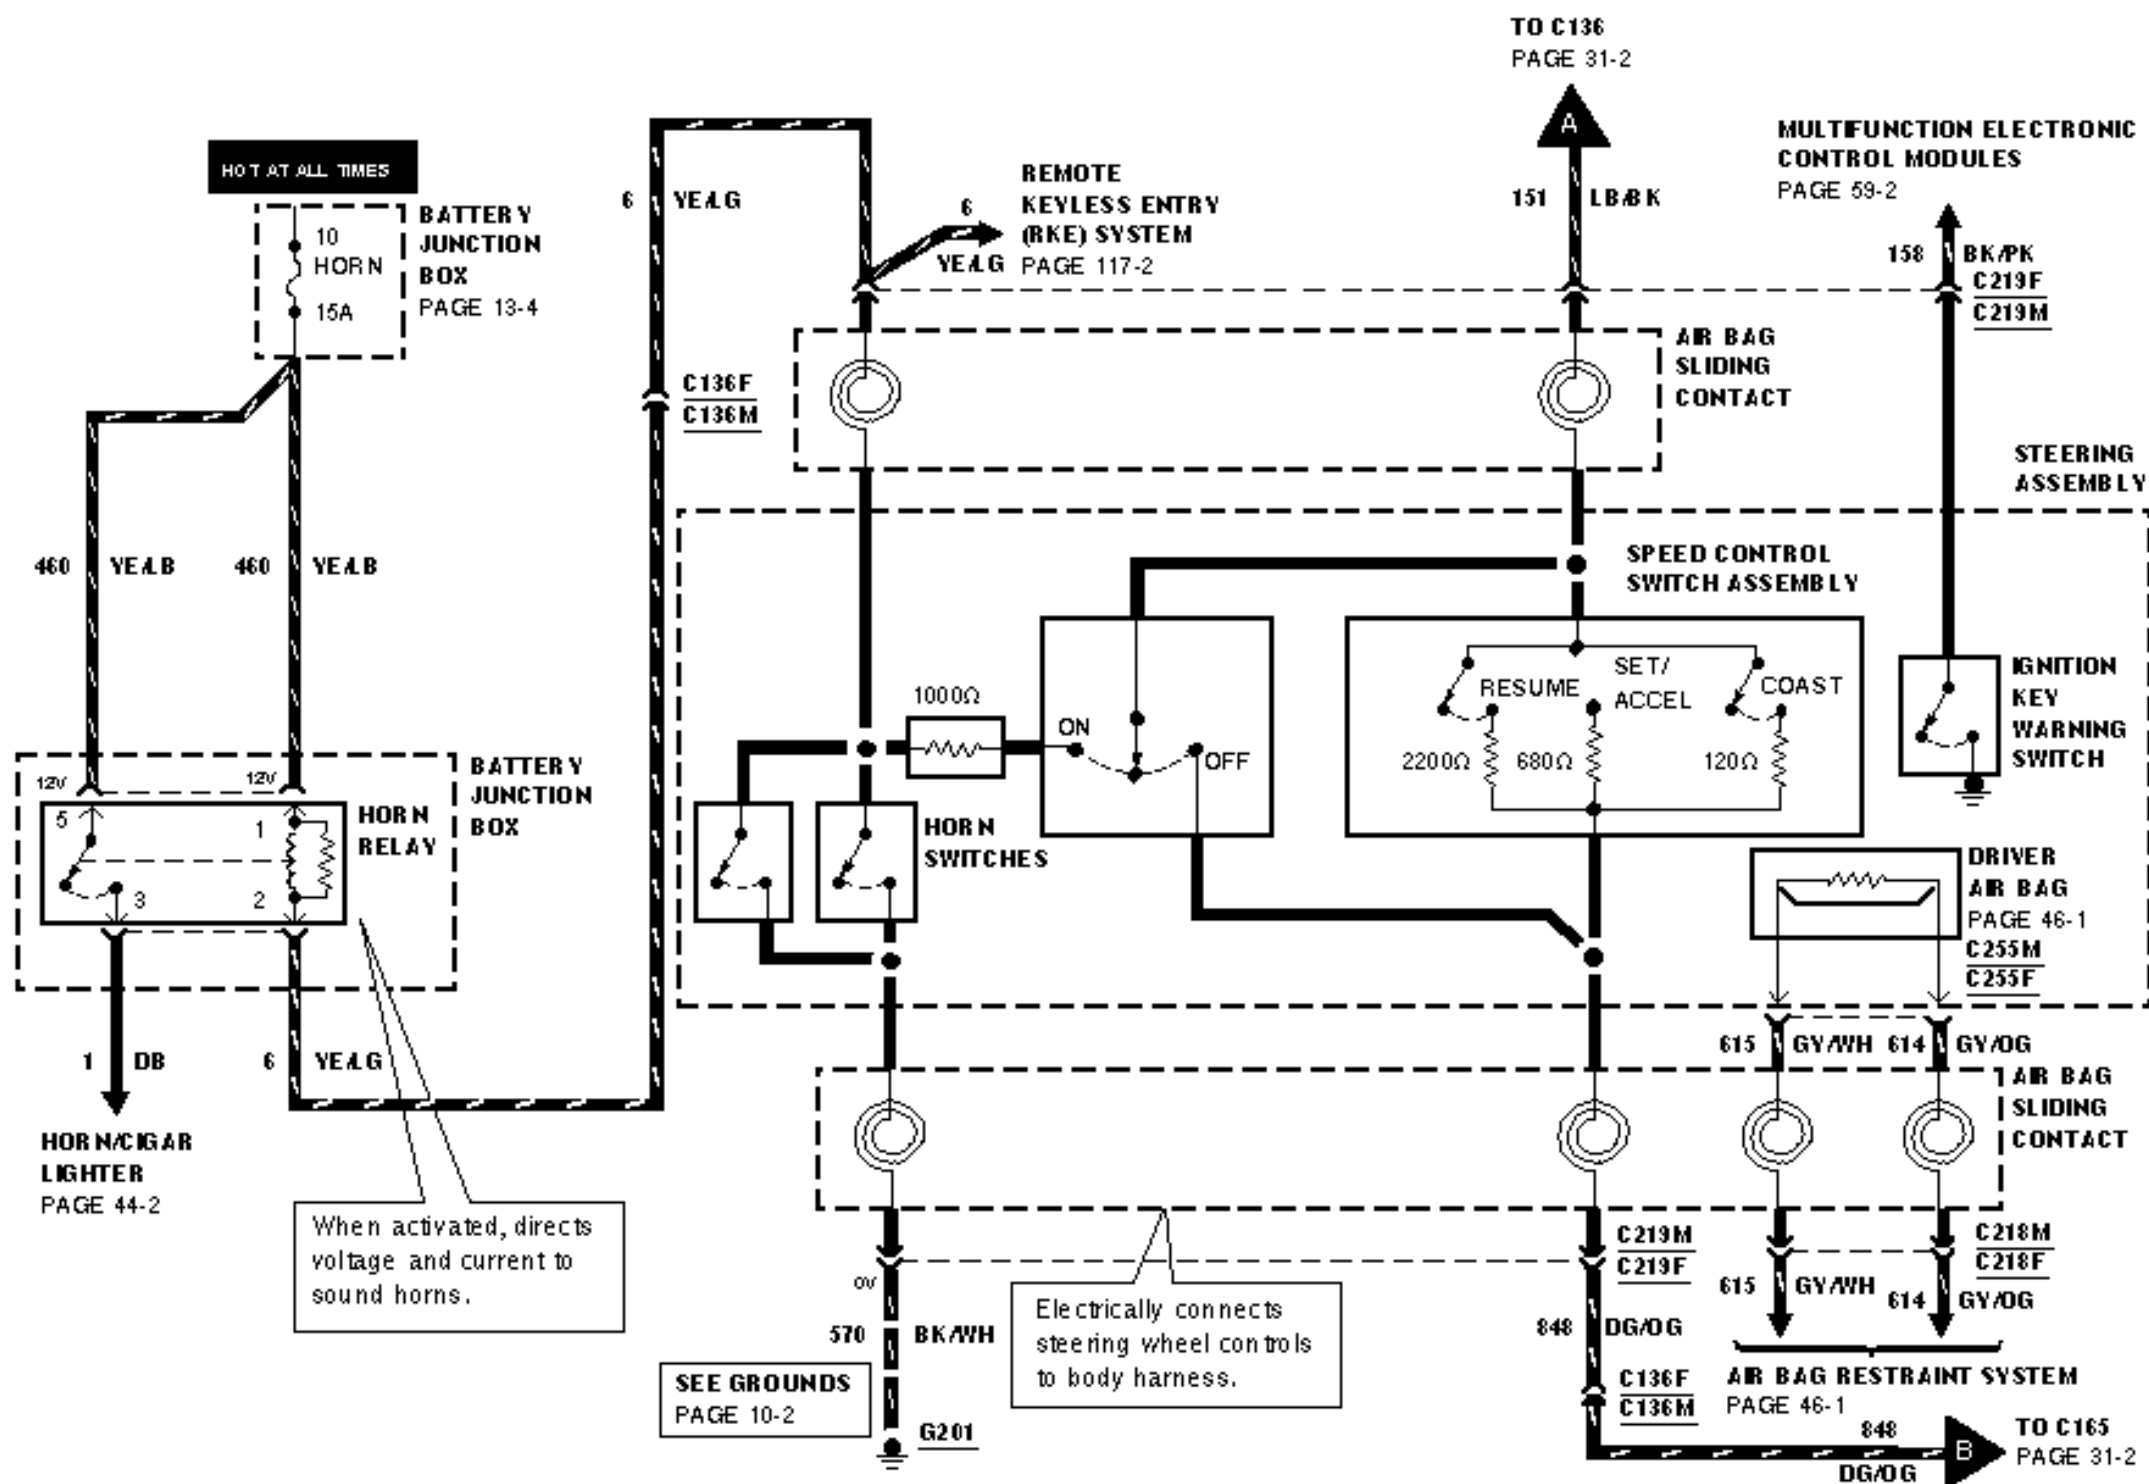 TO C136
PAGE 31-2
A
MULTIFUNCTION ELECTRONIC
CONTROL MODULES
PAGE 59-2
HOT AT ALL TIMES
10
HORN
15A
BATTERY
JUNCTION
BOX
PAGE 13-4
6
YE/LG
6
YE/LG
REMOTE
KEYLESS ENTRY
(RKE) SYSTEM
PAGE 117-2
151
LB/BK
158
BK/PK
C219F
C219M
C136F
C136M
AIR BAG
SLIDING
CONTACT
STEERING
ASSEMBLY
460
YE/LB
460
YE/LB
SPEED CONTROL
SWITCH ASSEMBLY
1000Ω
ON
OFF
RESUME
SET/
ACCEL
COAST
2200Ω
680Ω
120Ω
IGNITION
KEY
WARNING
SWITCH
12V
12V
BATTERY
JUNCTION
BOX
5
1
3
2
HORN
RELAY
HORN
SWITCHES
DRIVER
AIR BAG
PAGE 46-1
C255M
C255F
1
DB
6
YE/LG
615
GY/WH
614
GY/OG
AIR BAG
SLIDING
CONTACT
HORN/CIGAR
LIGHTER
PAGE 44-2
When activated, directs
voltage and current to
sound horns.
0V
570
BK/WH
SEE GROUNDS
PAGE 10-2
G201
Electrically connects
steering wheel controls
to body harness.
C219M
C219F
848
DG/OG
C136F
C136M
C218M
C218F
615
GY/WH
614
GY/OG
AIR BAG RESTRAINT SYSTEM
PAGE 46-1
848
DG/OG
B
TO C165
PAGE 31-2